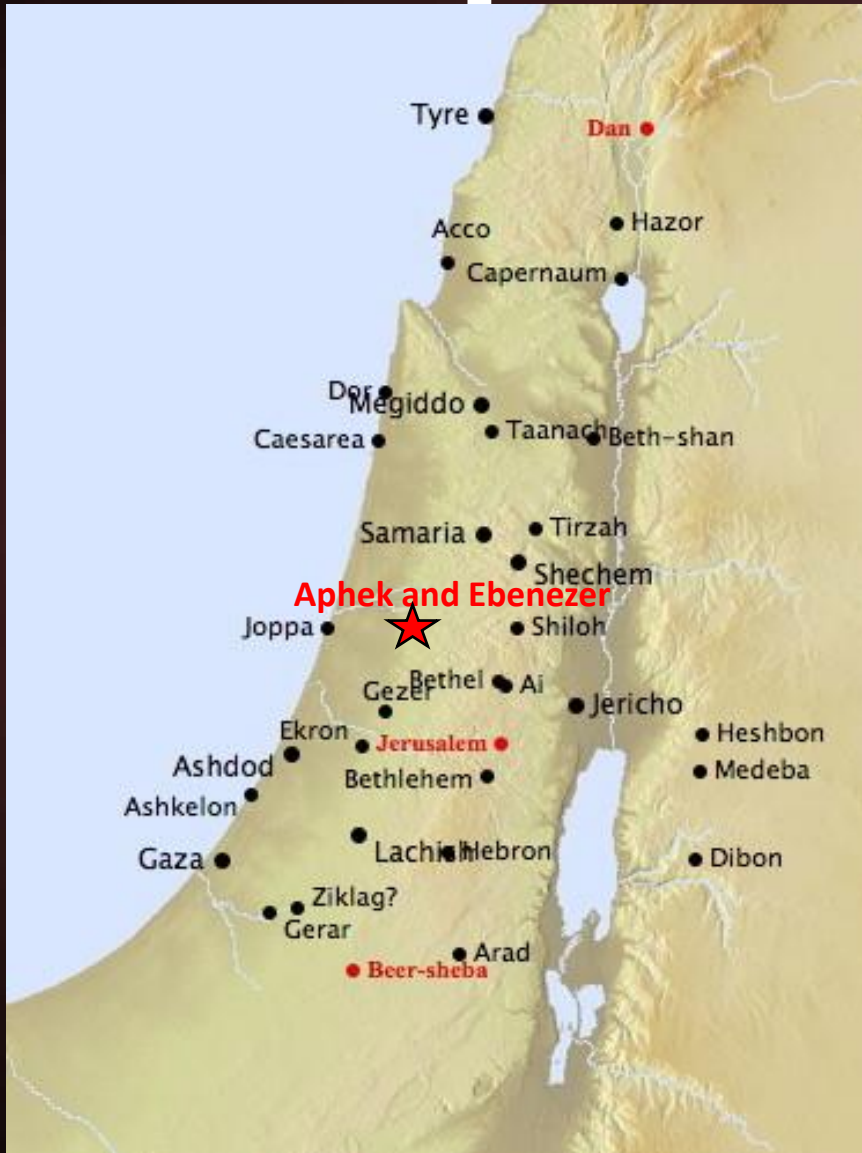 Tyre
Dan
Hazor
Acco
Capernaum
Dor
Megiddo
Taanach
Beth-shan
Caesarea
Samaria
Tirzah
Shechem
Aphek and Ebenezer
Joppa
Shiloh
Bethel
Ai
Gezer
Jericho
Ekron
Jerusalem
Heshbon
Ashdod
Bethlehem
Medeba
Ashkelon
Lachish
Hebron
Gaza
Dibon
Ziklag?
Gerar
Arad
Beer-sheba